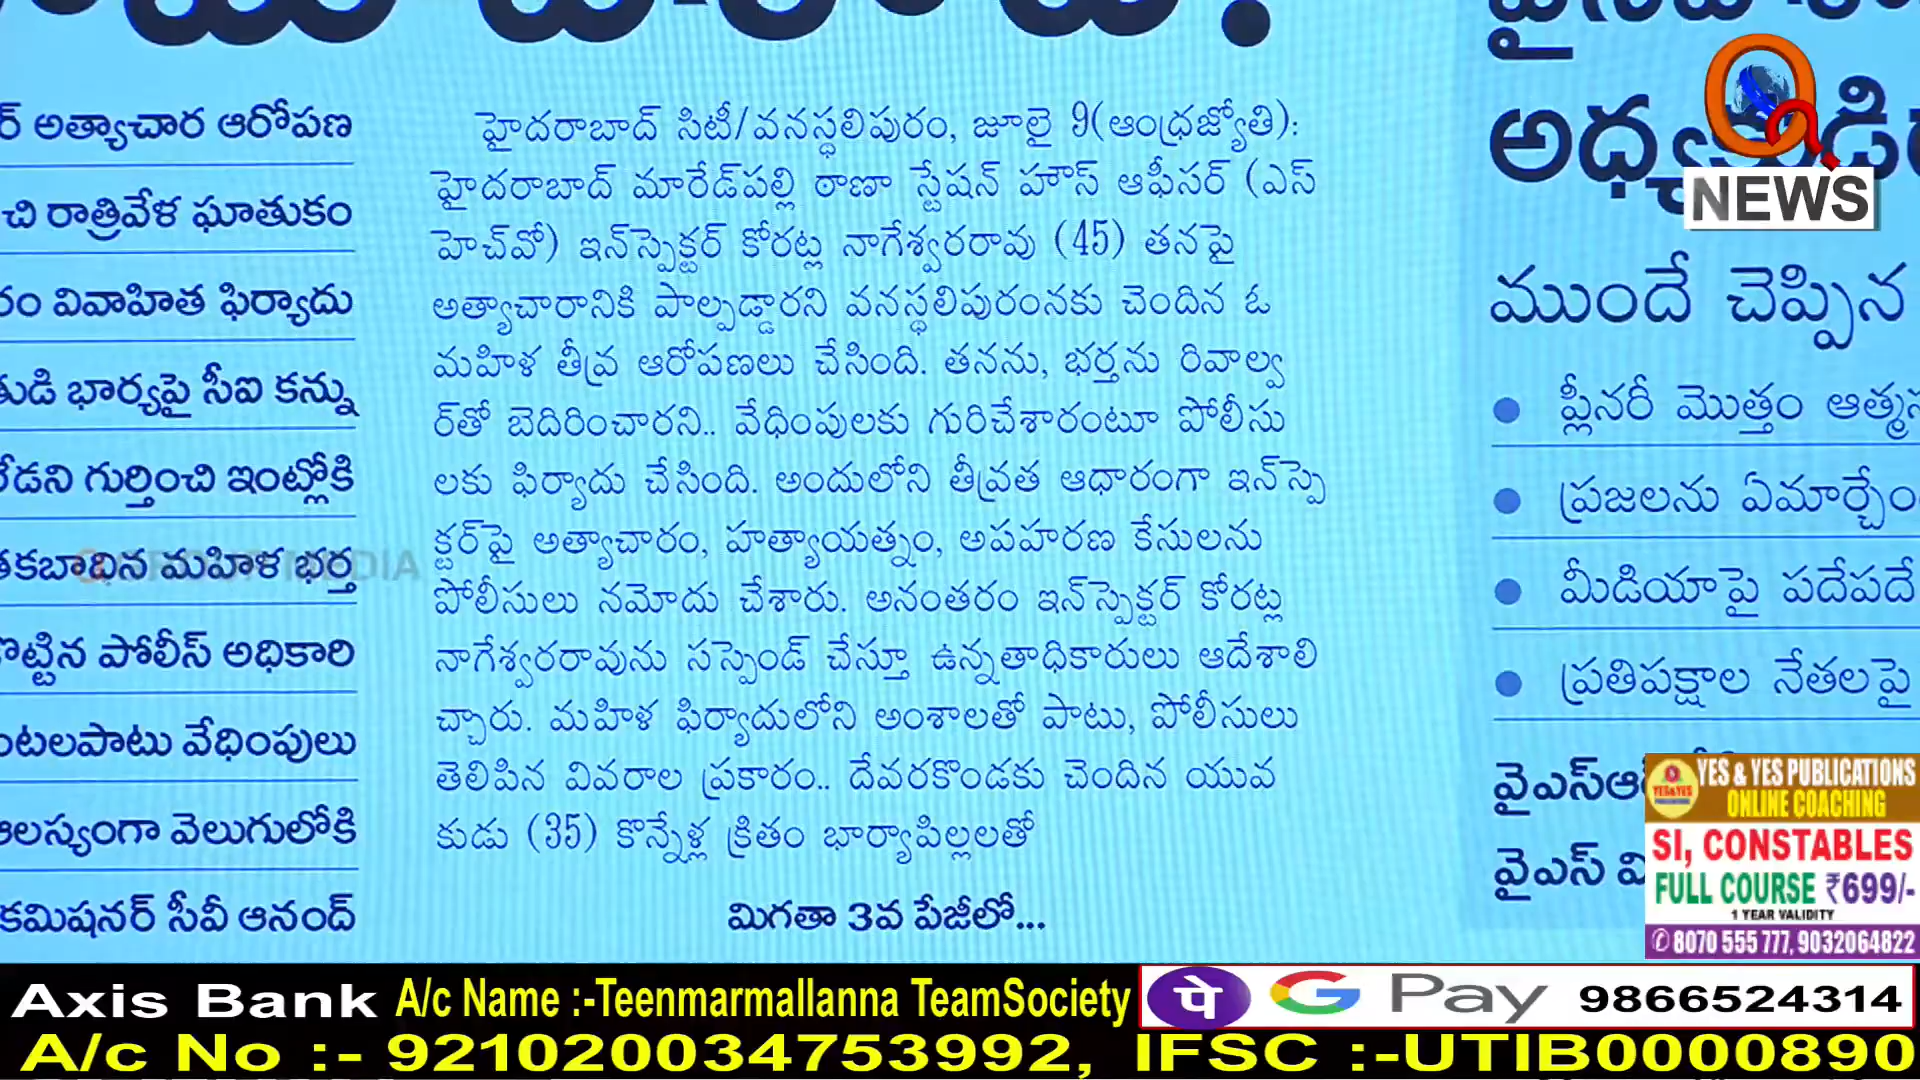 అత్యాచార ఆరోపణ
చి రాత్రివేళ ఘాతుకం
వివాహిత ఫిర్యాదు
భార్యపై సీఐ కన్ను
గుర్తించి ఇంట్లోకి
మహిళ భర్త
పోలీస్ అధికారి
వేధింపులు
వెలుగులోకి
కమిషనర్ సీవీ ఆనంద్
హైదరాబాద్ సిటీ/వనస్థలిపురం, జూలై 9(ఆంధ్రజ్యోతి):
హైదరాబాద్ మారేడ్‌పల్లి ఠాణా స్టేషన్ హౌస్ ఆఫీసర్ (ఎస్
హెచ్‌వో) ఇన్‌స్పెక్టర్ కోరట్ల నాగేశ్వరరావు (45) తనపై
అత్యాచారానికి పాల్పడ్డారని వనస్థలిపురంనకు చెందిన ఓ
మహిళ తీవ్ర ఆరోపణలు చేసింది. తనను, భర్తను రివాల్వ
ర్‌తో బెదిరించారని.. వేధింపులకు గురిచేశారంటూ పోలీసు
లకు ఫిర్యాదు చేసింది. అందులోని తీవ్రత ఆధారంగా ఇన్‌స్పె
క్టర్‌పై అత్యాచారం, హత్యాయత్నం, అపహరణ కేసులను
పోలీసులు నమోదు చేశారు. అనంతరం ఇన్‌స్పెక్టర్ కోరట్ల
నాగేశ్వరరావును సస్పెండ్ చేస్తూ ఉన్నతాధికారులు ఆదేశాలి
చ్చారు. మహిళ ఫిర్యాదులోని అంశాలతో పాటు, పోలీసులు
తెలిపిన వివరాల ప్రకారం.. దేవరకొండకు చెందిన యువ
కుడు (35) కొన్నేళ్ల క్రితం భార్యాపిల్లలతో
మిగతా 3వ పేజీలో...
ముందే చెప్పిన
• ప్లీనరీ మొత్తం
• ప్రజలను
• మీడియాపై పదేపదే
• ప్రతిపక్షాల నేతలపై
వైఎస్
Q NEWS
YES & YES PUBLICATIONS
ONLINE COACHING
SI, CONSTABLES
FULL COURSE ₹699/-
1 YEAR VALIDITY
8070 555 777, 9032064822
Axis Bank A/c Name :-Teenmarmallanna TeamSociety
पे G Pay 9866524314
A/c No :- 921020034753992, IFSC :-UTIB0000890